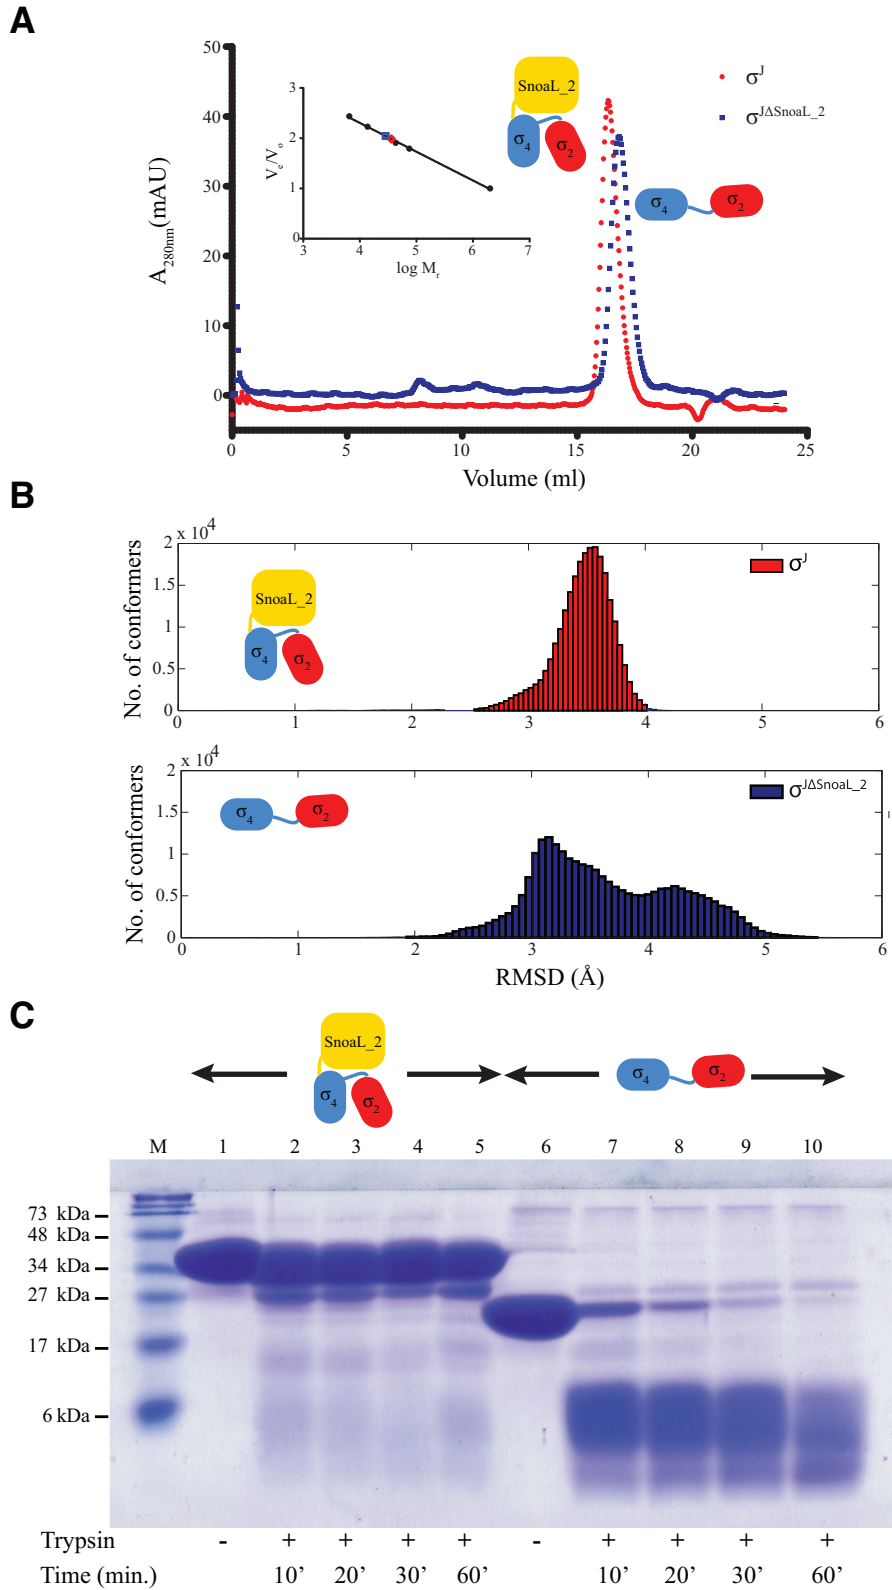 A
50
40
30
20
10
0
A280nm(mAU)
0 5 10 15 20 25
Volume (ml)
3
2
1
0
Ve/Vo
3 4 5 6 7
log Mr
SnoaL_2
σ4 σ2
σ4 σ2
σJ
σJΔSnoaL_2
B
2 x 10^4
1.5
1
0.5
0
No. of conformers
0 1 2 3 4 5 6
SnoaL_2
σ4 σ2
σJ
2 x 10^4
1.5
1
0.5
0
No. of conformers
0 1 2 3 4 5 6
σ4 σ2
σJΔSnoaL_2
RMSD (Å)
C
SnoaL_2
σ4 σ2
σ4 σ2
M 1 2 3 4 5 6 7 8 9 10
73 kDa
48 kDa
34 kDa
27 kDa
17 kDa
6 kDa
Trypsin - + + + + - + + + +
Time (min.) 10’ 20’ 30’ 60’ 10’ 20’ 30’ 60’